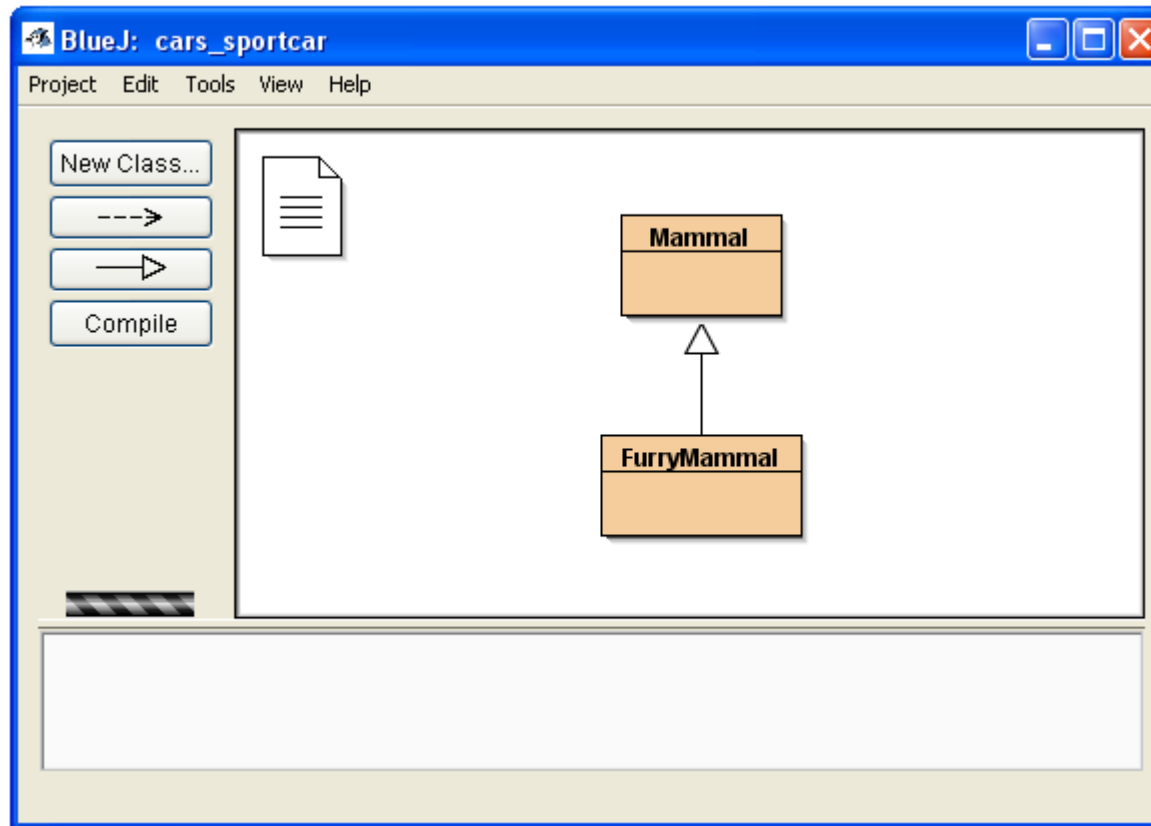 BlueJ: cars_sportcar
Project Edit Tools View Help
New Class...
Compile
Mammal
FurryMammal